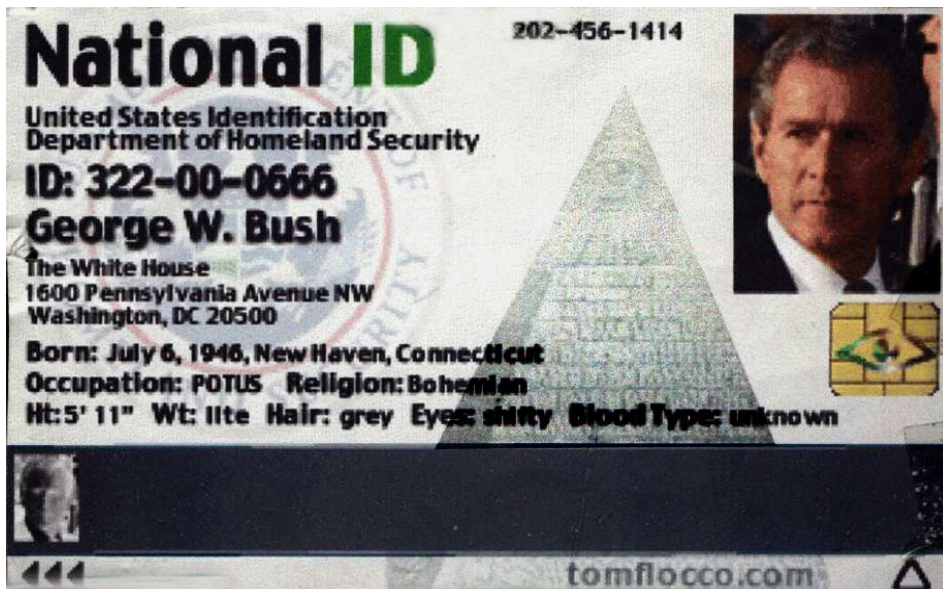 National ID
202-456-1414
United States Identification
Department of Homeland Security
ID: 322-00-0666
George W. Bush
The White House
1600 Pennsylvania Avenue NW
Washington, DC 20500
Born: July 6, 1946, New Haven, Connecticut
Occupation: POTUS Religion: Bohemian
Ht: 5' 11" Wt: lite Hair: grey Eyes: shifty Blood Type: unknown
tomflocco.com